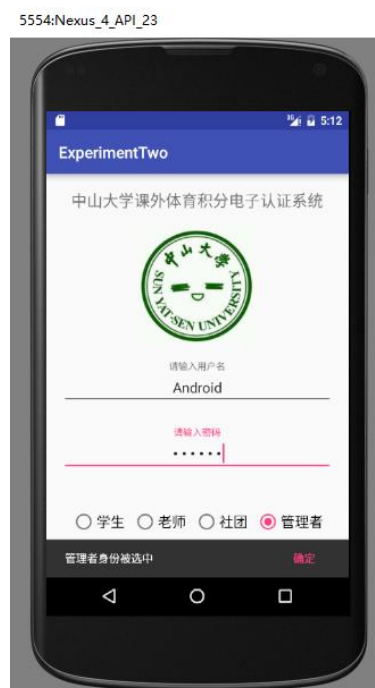 5554:Nexus_4_API_23
3G 5:12
ExperimentTwo
中山大学课外体育积分电子认证系统
中山大学
SUN YAT-SEN UNIVERSITY
请输入用户名
Android
请输入密码
••••••
学生 老师 社团 管理者
管理者身份被选中 确定